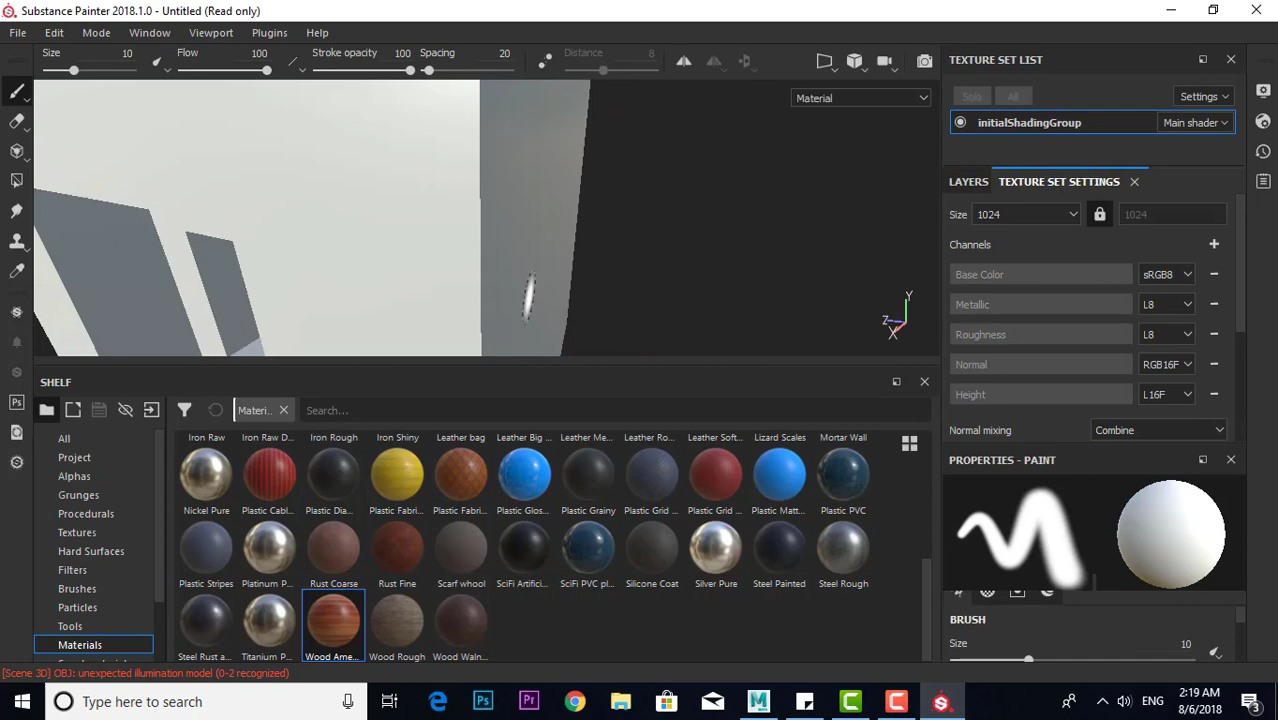 Substance Painter 2018.1.0 - Untitled (Read only)
File Edit Mode Window Viewport Plugins Help
Size 10 Flow 100 Stroke opacity 100 Spacing 20 Distance 8
Material
Y
Z
X
TEXTURE SET LIST
Solo All Settings
initialShadingGroup Main shader
LAYERS TEXTURE SET SETTINGS
Size 1024 1024
Channels
Base Color sRGB8
Metallic L8
Roughness L8
Normal RGB16F
Height L16F
Normal mixing Combine
PROPERTIES - PAINT
BRUSH
Size 10
SHELF
Materi.. Search...
All
Project
Alphas
Grunges
Procedurals
Textures
Hard Surfaces
Filters
Brushes
Particles
Tools
Materials
Iron Raw Iron Raw D... Iron Rough Iron Shiny Leather bag Leather Big ... Leather Me... Leather Ro... Leather Soft... Lizard Scales Mortar Wall
Nickel Pure Plastic Cabl... Plastic Dia... Plastic Fabri... Plastic Fabri... Plastic Glos... Plastic Grainy Plastic Grid ... Plastic Grid ... Plastic Matt... Plastic PVC
Plastic Stripes Platinum P... Rust Coarse Rust Fine Scarf whool SciFi Artifici... SciFi PVC pl... Silicone Coat Silver Pure Steel Painted Steel Rough
Steel Rust a... Titanium P... Wood Ame... Wood Rough Wood Waln...
[Scene 3D] OBJ: unexpected illumination model (0-2 recognized)
Type here to search
Ps
Ps Pr M
ENG
2:19 AM
8/6/2018
3